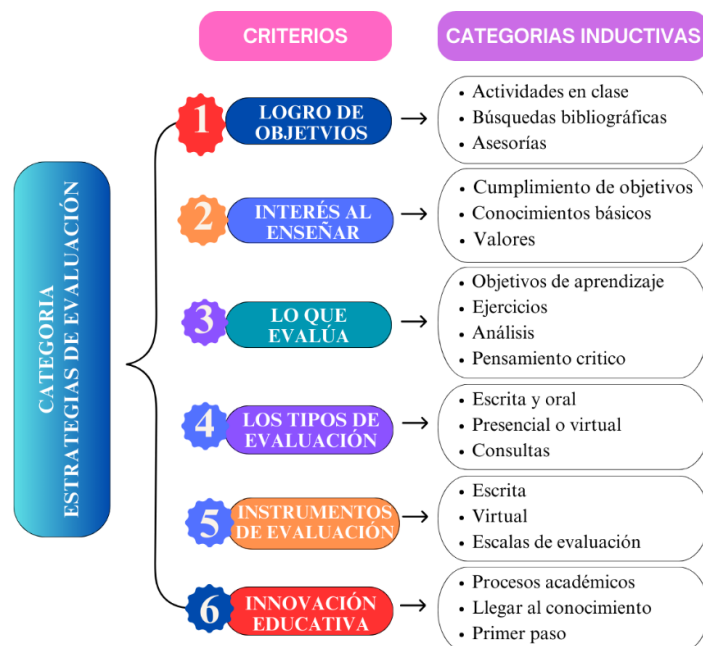 CRITERIOS
CATEGORIAS INDUCTIVAS
CATEGORIA
ESTRATEGIAS DE EVALUACIÓN
1
LOGRO DE
OBJETVIOS
• Actividades en clase
• Búsquedas bibliográficas
• Asesorías
2
INTERÉS AL
ENSEÑAR
• Cumplimiento de objetivos
• Conocimientos básicos
• Valores
3
LO QUE
EVALÚA
• Objetivos de aprendizaje
• Ejercicios
• Análisis
• Pensamiento critico
4
LOS TIPOS DE
EVALUACIÓN
• Escrita y oral
• Presencial o virtual
• Consultas
5
INSTRUMENTOS
DE EVALUACIÓN
• Escrita
• Virtual
• Escalas de evaluación
6
INNOVACIÓN
EDUCATIVA
• Procesos académicos
• Llegar al conocimiento
• Primer paso